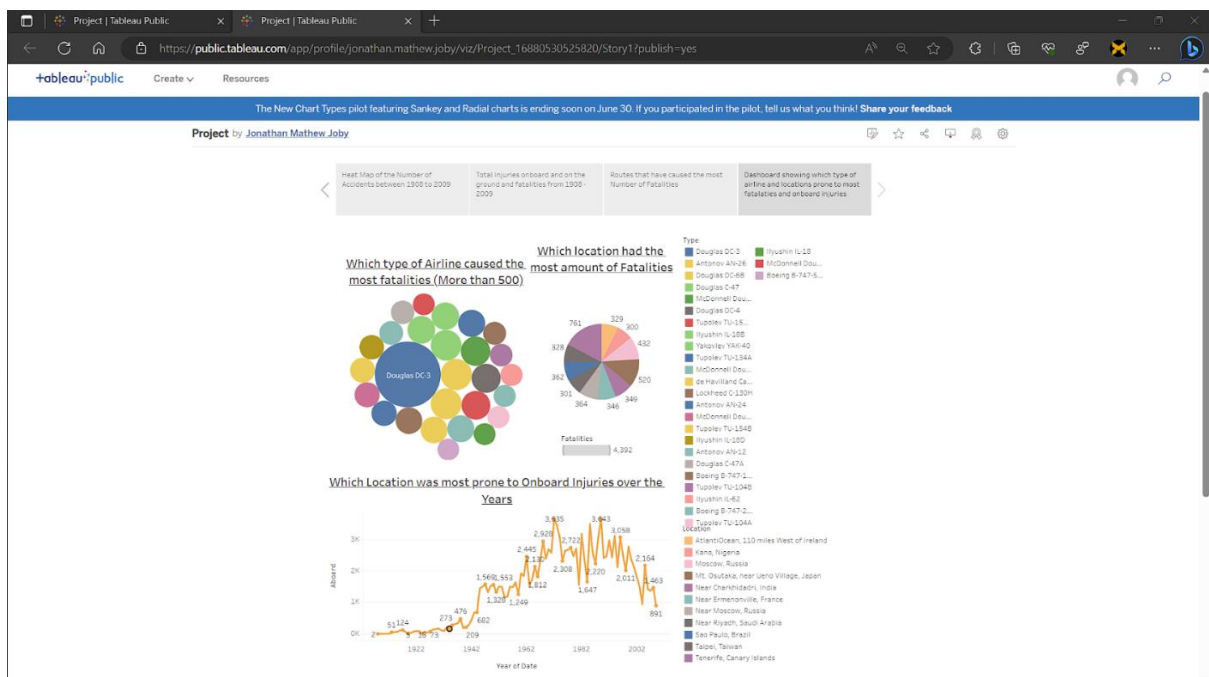 Project | Tableau Public
Project | Tableau Public
https://public.tableau.com/app/profile/jonathan.mathew.joby/viz/Project_16880530525820/Story1?publish=yes
+ableau public
Create
Resources
The New Chart Types pilot featuring Sankey and Radial charts is ending soon on June 30. If you participated in the pilot, tell us what you think! Share your feedback
Project by Jonathan Mathew Joby
Heat Map of the Number of
Accidents between 1908 to 2009
Total injuries onboard and on the
ground and fatalities from 1908 -
2009
Routes that have caused the most
Number of Fatalities
Dashboard showing which type of
airline and locations prone to most
fatalaties and onboard injuries
Which type of Airline caused the
most fatalities (More than 500)
Douglas DC-3
Which location had the
most amount of Fatalities
761
329
300
432
520
349
346
364
301
362
328
Fatalities
4,392
Type
Douglas DC-3
Antonov AN-26
Douglas DC-6B
Douglas C-47
McDonnell Dou...
Douglas DC-4
Tupolev TU-15...
Ilyushin IL-18B
Yakovlev YAK-40
Tupolev TU-134A
McDonnell Dou...
de Havilland Ca...
Lockheed C-130H
Antonov AN-24
McDonnell Dou...
Tupolev TU-154B
Ilyushin IL-18D
Antonov AN-12
Douglas C-47A
Boeing B-747-1...
Tupolev TU-104B
Ilyushin IL-62
Boeing B-747-2...
Tupolev TU-104A
Ilyushin IL-18
McDonnell Dou...
Boeing B-747-5...
Location
AtlantiOcean, 110 miles West of Ireland
Kano, Nigeria
Moscow, Russia
Mt. Osutaka, near Ueno Village, Japan
Near Charkhidadri, India
Near Ermenonville, France
Near Moscow, Russia
Near Riyadh, Saudi Arabia
Sao Paulo, Brazil
Taipei, Taiwan
Tenerife, Canary Islands
Which Location was most prone to Onboard Injuries over the
Years
Aboard
3K
2K
1K
0K
2
51
124
5
16
73
273
476
209
682
1,569
1,553
1,328
1,249
2,445
2,130
1,812
2,928
3,635
2,308
2,722
1,647
2,220
3,643
3,058
2,011
2,164
1,463
891
1922
1942
1962
1982
2002
Year of Date